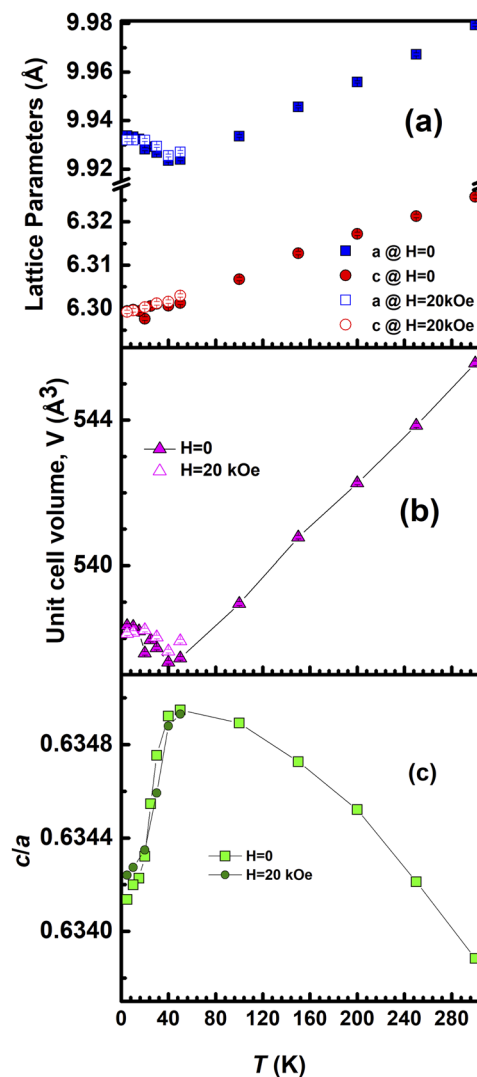 9.98
9.96
9.94
9.92
6.32
6.31
6.30
Lattice Parameters (Å)
(a)
a @ H=0
c @ H=0
a @ H=20kOe
c @ H=20kOe
544
540
Unit cell volume, V (Å³)
H=0
H=20 kOe
(b)
0.6348
0.6344
0.6340
c/a
(c)
H=0
H=20 kOe
0 40 80 120 160 200 240 280
T (K)